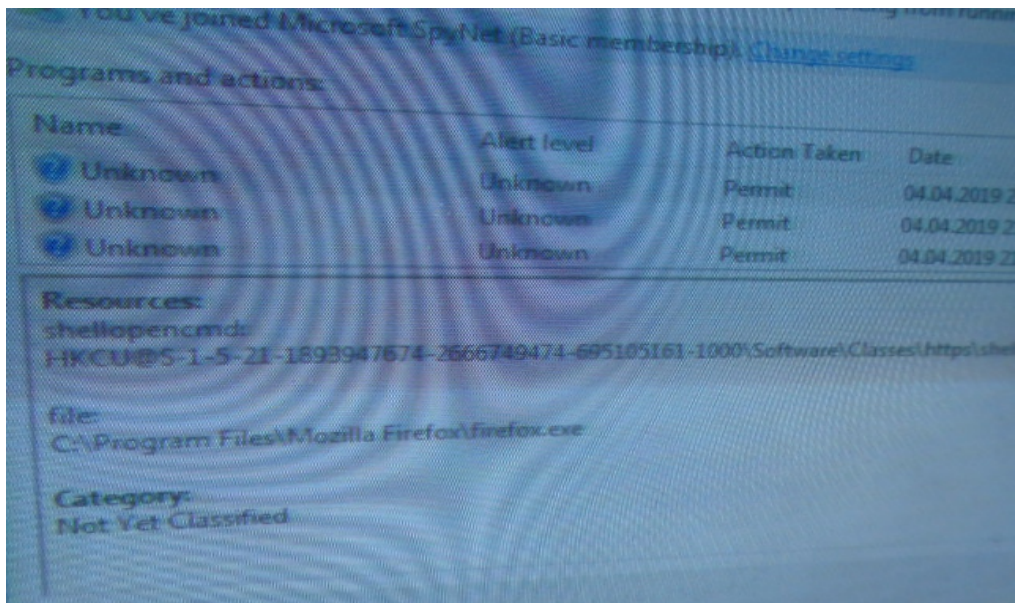 You've joined Microsoft SpyNet (Basic membership). Change settings
Programs and actions:
Name Alert level Action Taken Date
Unknown Unknown Permit 04.04.2019
Unknown Unknown Permit 04.04.2019
Unknown Unknown Permit 04.04.2019
Resources:
shellopencmd:
HKCU@S-1-5-21-1893947674-2666749474-695105161-1000\Software\Classes\https\shel
file:
C:\Program Files\Mozilla Firefox\firefox.exe
Category:
Not Yet Classified